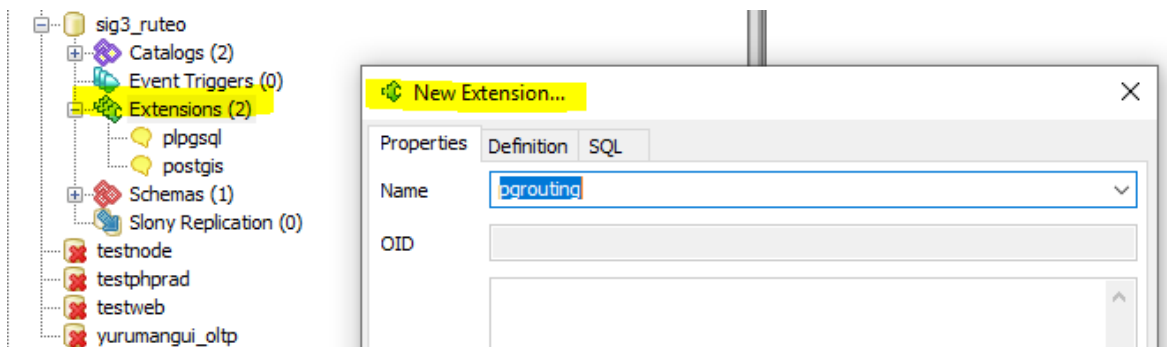 sig3_ruteo
Catalogs (2)
Event Triggers (0)
Extensions (2)
plpgsql
postgis
Schemas (1)
Slony Replication (0)
testnode
testphprad
testweb
yurumangui_oltp
New Extension...
Properties Definition SQL
Name pgrouting
OID